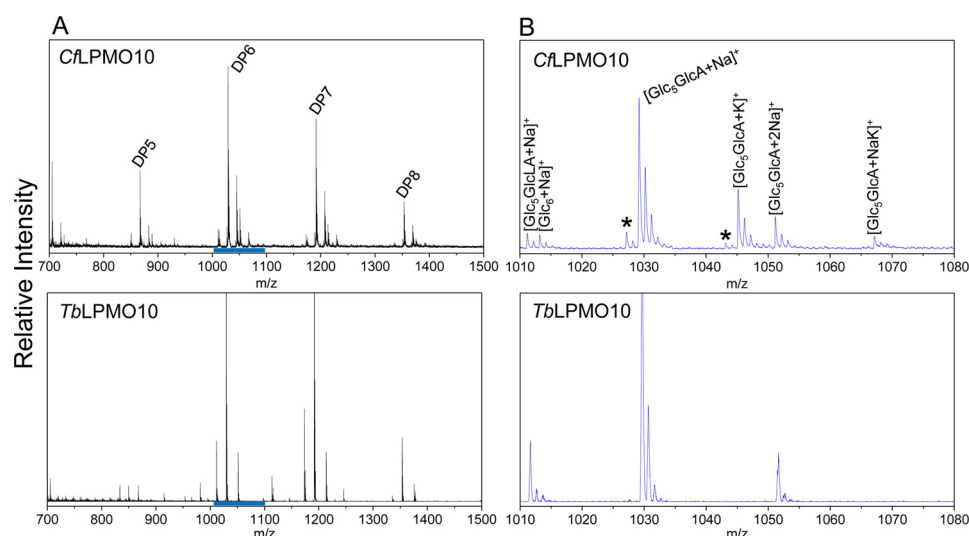 A
B
CfLPMO10
DP5
DP6
DP7
DP8
700 800 900 1000 1100 1200 1300 1400 1500
m/z
CfLPMO10
[Glc5GlcLA+Na]+
[Glc6+Na]+
*
[Glc5GlcA+Na]+
*
[Glc5GlcA+K]+
[Glc5GlcA+2Na]+
[Glc5GlcA+NaK]+
1010 1020 1030 1040 1050 1060 1070 1080
m/z
Relative Intensity
TbLPMO10
700 800 900 1000 1100 1200 1300 1400 1500
m/z
TbLPMO10
1010 1020 1030 1040 1050 1060 1070 1080
m/z